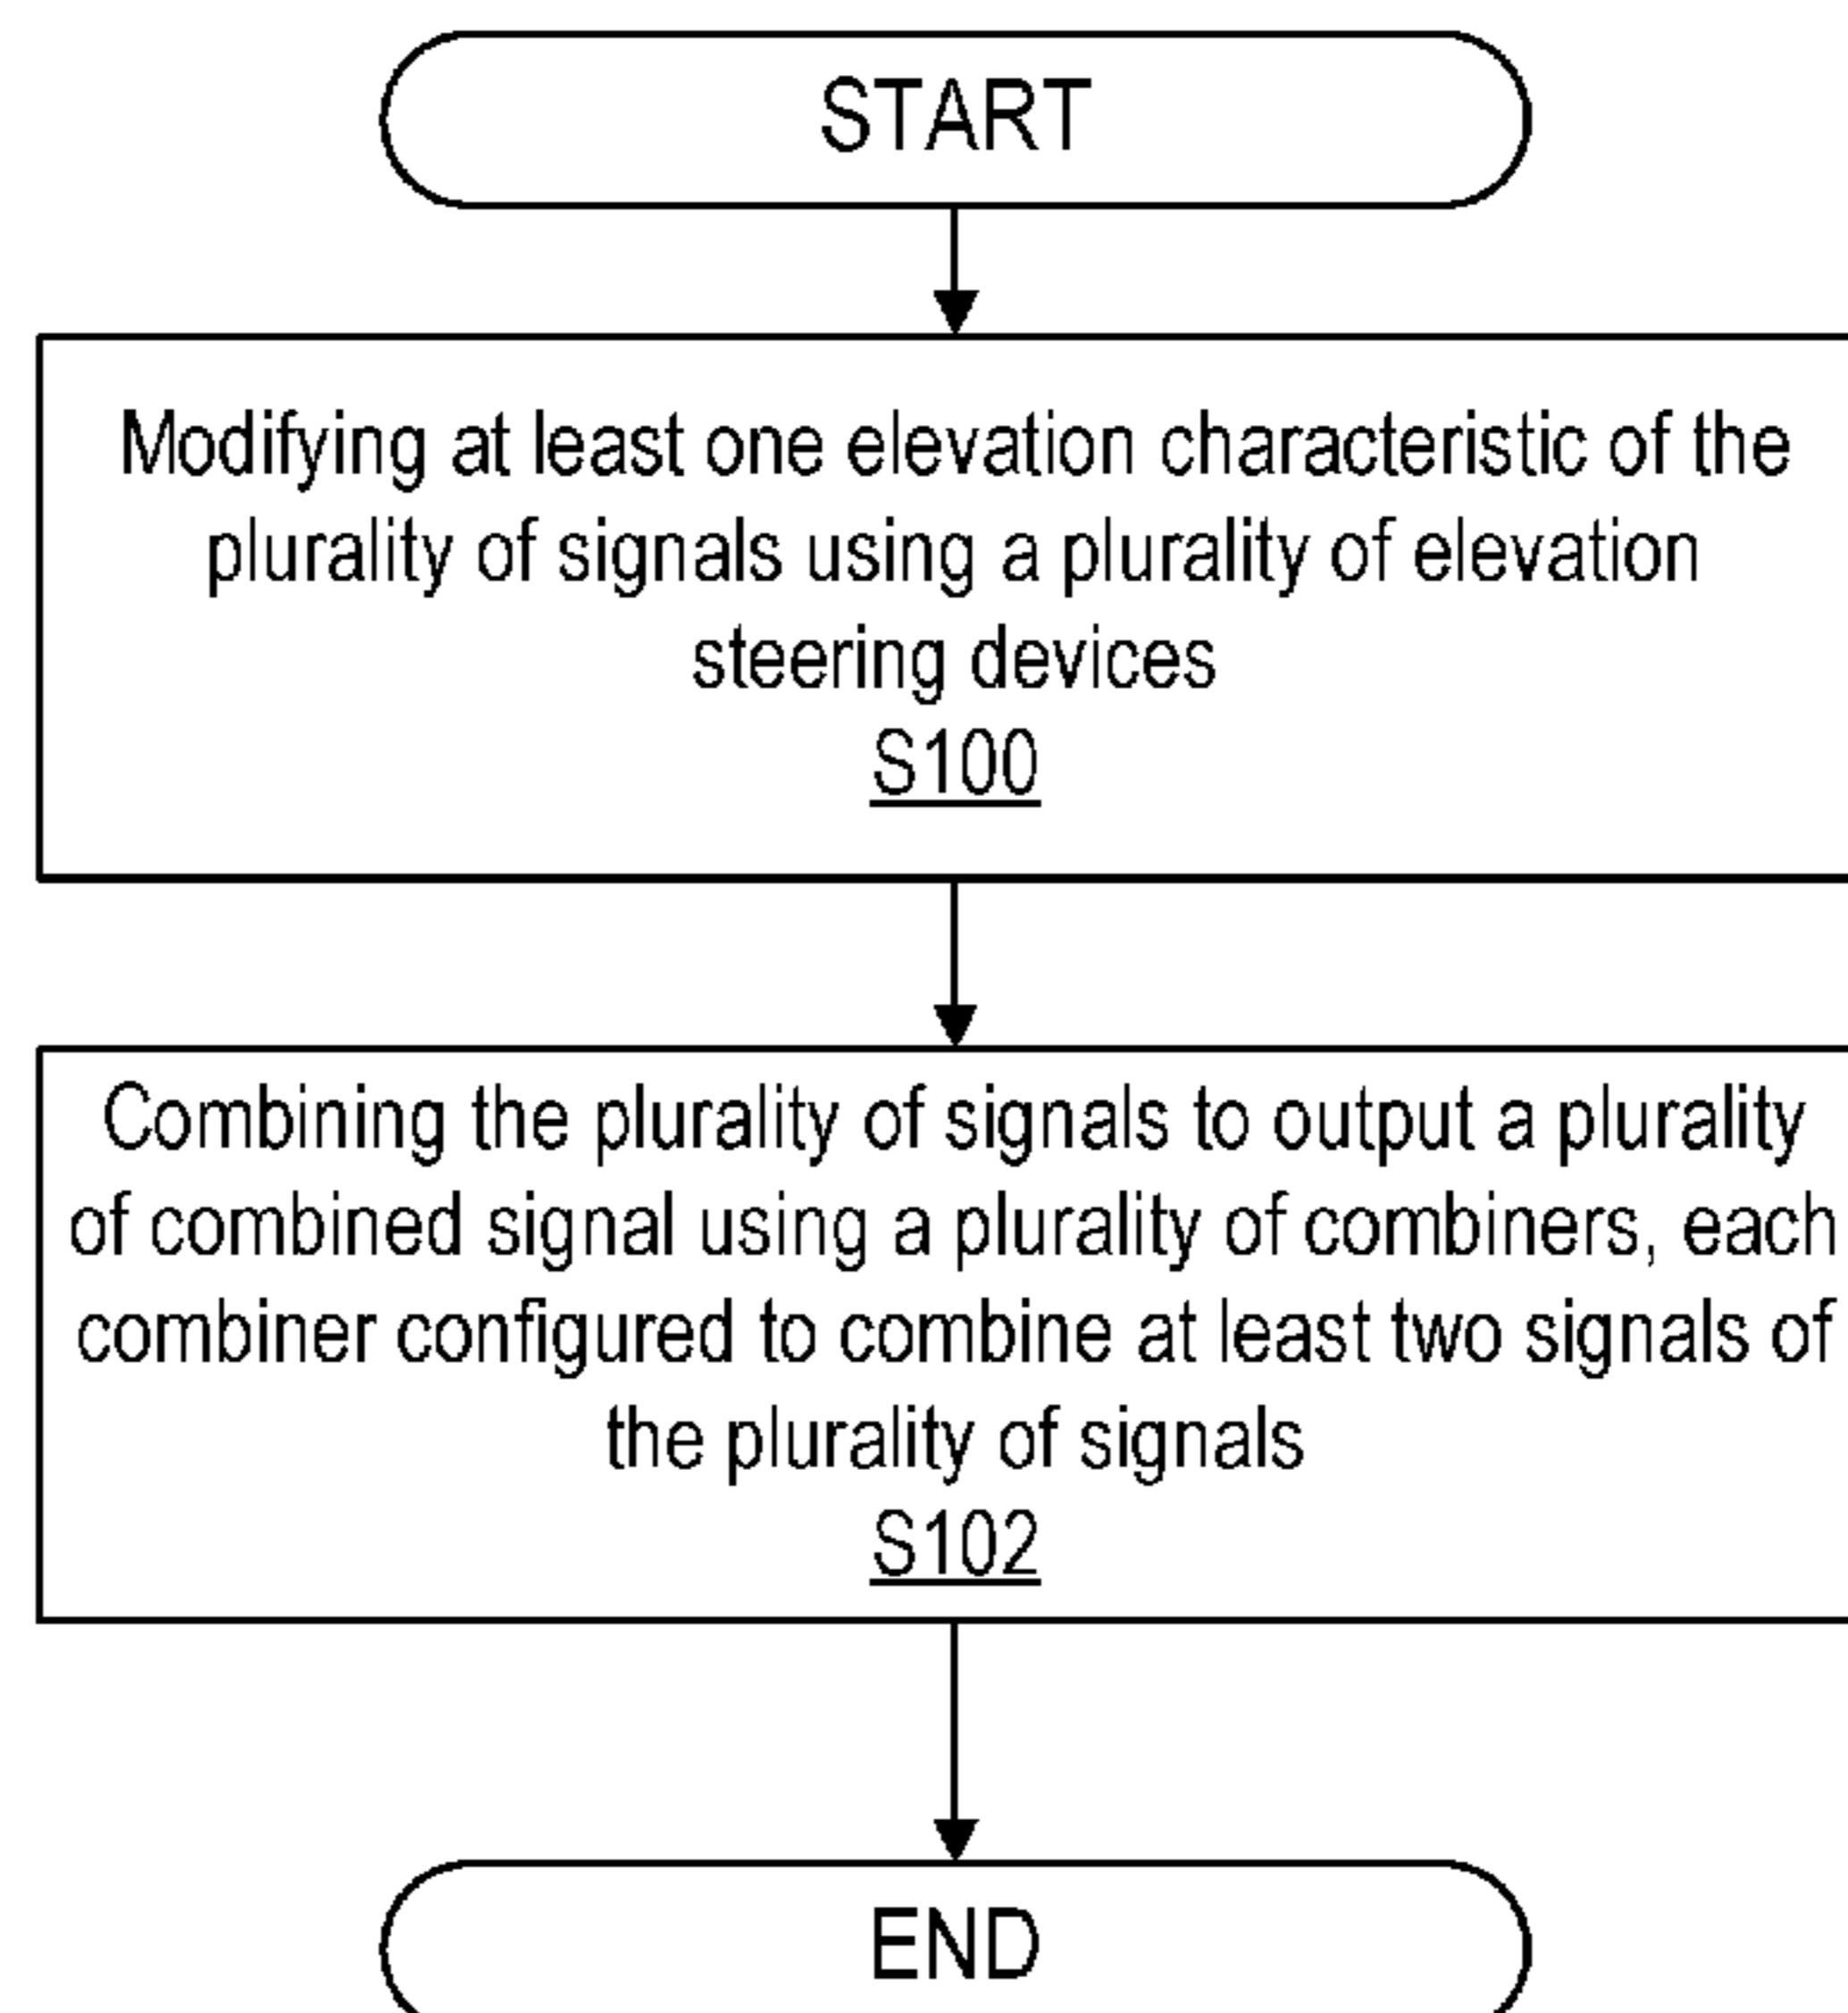 START
Modifying at least one elevation characteristic of the
plurality of signals using a plurality of elevation
steering devices
S100
Combining the plurality of signals to output a plurality
of combined signal using a plurality of combiners, each
combiner configured to combine at least two signals of
the plurality of signals
S102
END